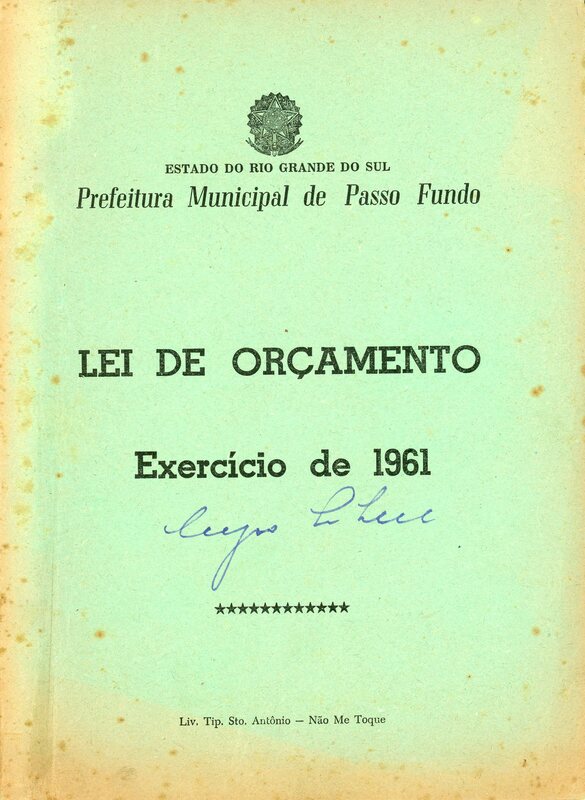 ESTADO DO RIO GRANDE DO SUL
Prefeitura Municipal de Passo Fundo
LEI DE ORÇAMENTO
Exercício de 1961
************
Liv. Tip. Sto. Antônio — Não Me Toque